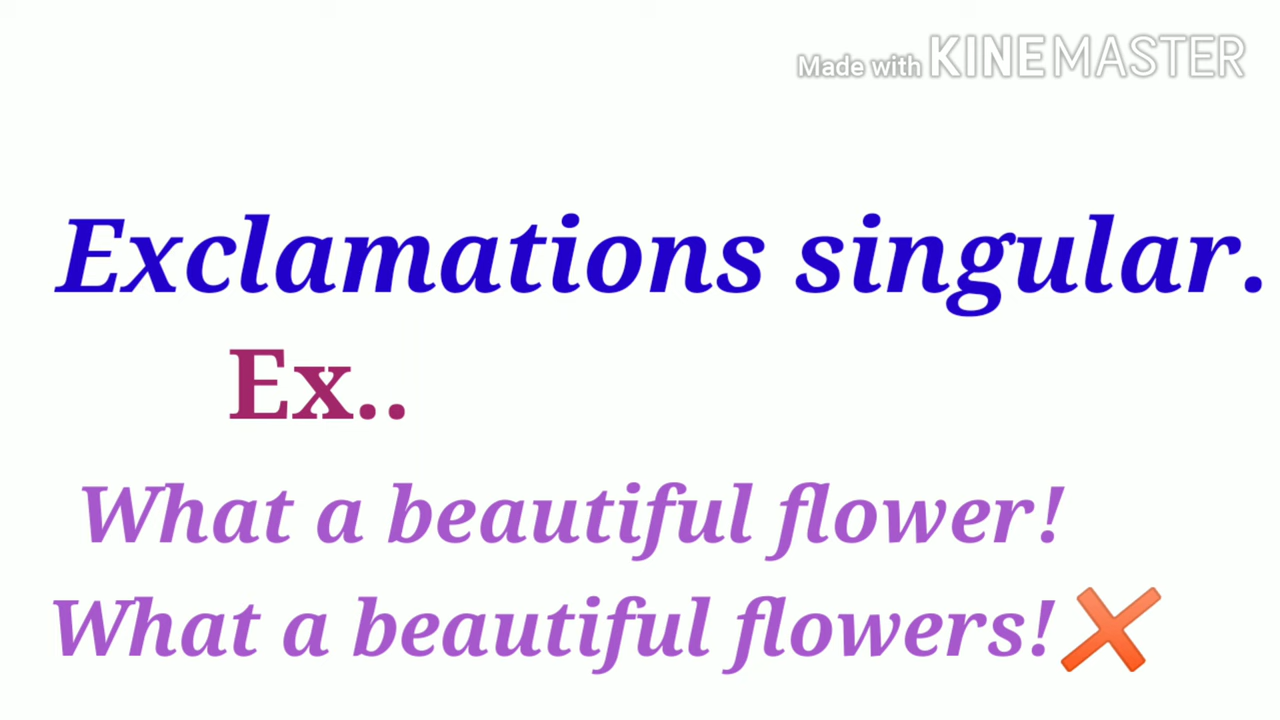 Made with KINEMASTER
Exclamations singular.
Ex..
What a beautiful flower!
What a beautiful flowers!❌